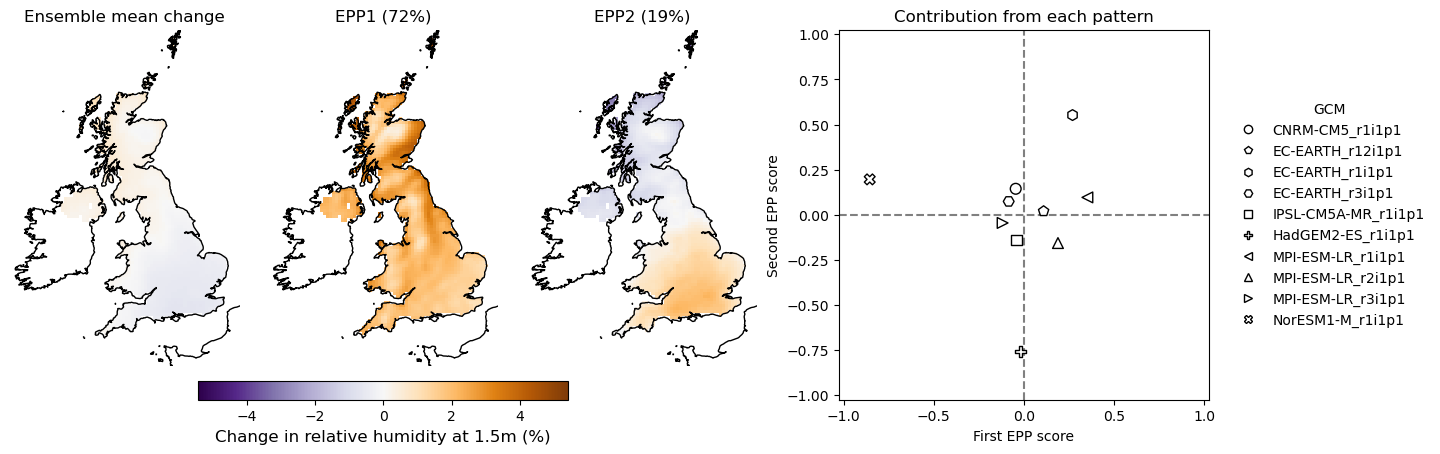 Ensemble mean change
EPP1 (72%)
EPP2 (19%)
Contribution from each pattern
1.00
0.75
0.50
0.25
0.00
−0.25
−0.50
−0.75
−1.00
Second EPP score
−1.0
−0.5
0.0
0.5
1.0
First EPP score
GCM
CNRM-CM5_r1i1p1
EC-EARTH_r12i1p1
EC-EARTH_r1i1p1
EC-EARTH_r3i1p1
IPSL-CM5A-MR_r1i1p1
HadGEM2-ES_r1i1p1
MPI-ESM-LR_r1i1p1
MPI-ESM-LR_r2i1p1
MPI-ESM-LR_r3i1p1
NorESM1-M_r1i1p1
−4
−2
0
2
4
Change in relative humidity at 1.5m (%)